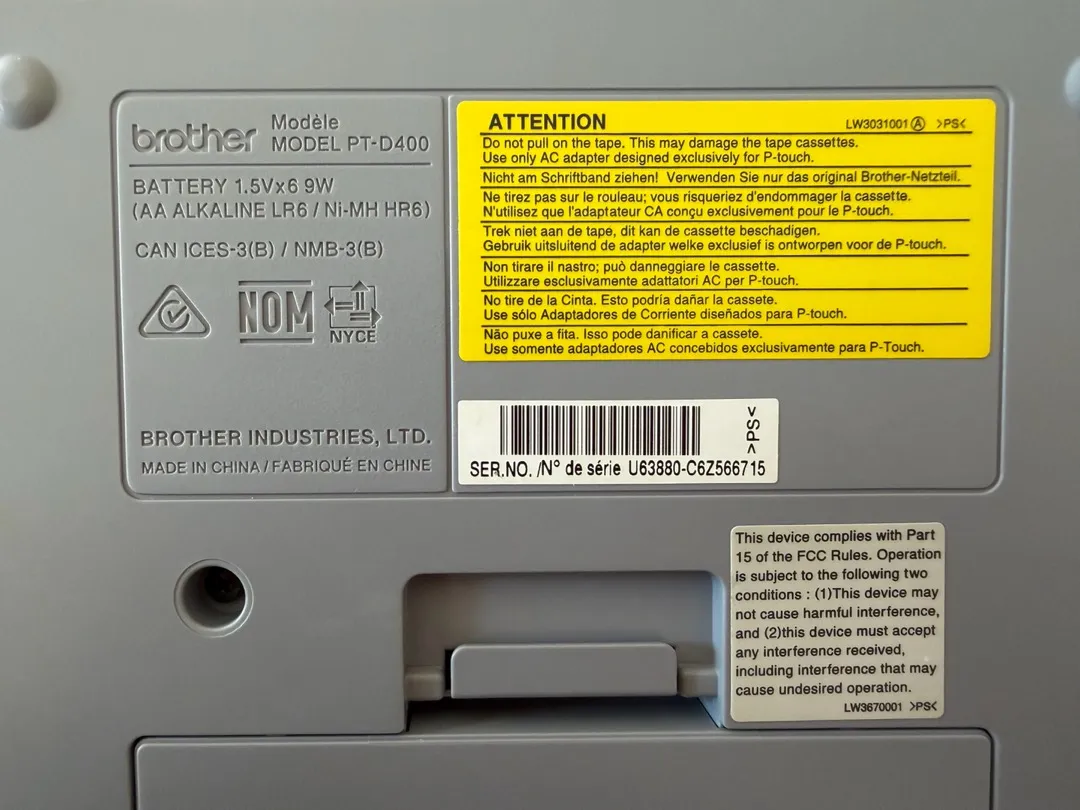 brother
Modèle
MODEL PT-D400
BATTERY 1.5Vx6 9W
(AA ALKALINE LR6 / Ni-MH HR6)
CAN ICES-3(B) / NMB-3(B)
NOM
NYCE
BROTHER INDUSTRIES, LTD.
MADE IN CHINA / FABRIQUÉ EN CHINE
ATTENTION
LW3031001Ⓐ >PS<
Do not pull on the tape. This may damage the tape cassettes.
Use only AC adapter designed exclusively for P-touch.
Nicht am Schriftband ziehen! Verwenden Sie nur das original Brother-Netzteil.
Ne tirez pas sur le rouleau; vous risqueriez d'endommager la cassette.
N'utilisez que l'adaptateur CA conçu exclusivement pour le P-touch.
Trek niet aan de tape, dit kan de cassette beschadigen.
Gebruik uitsluitend de adapter welke exclusief is ontworpen voor de P-touch.
Non tirare il nastro; può danneggiare le cassette.
Utilizzare esclusivamente adattatori AC per P-touch.
No tire de la Cinta. Esto podría dañar la cassete.
Use sólo Adaptadores de Corriente diseñados para P-touch.
Não puxe a fita. Isso pode danificar a cassete.
Use somente adaptadores AC concebidos exclusivamente para P-Touch.
>PS<
SER.NO. /N° de série U63880-C6Z566715
This device complies with Part
15 of the FCC Rules. Operation
is subject to the following two
conditions : (1)This device may
not cause harmful interference,
and (2)this device must accept
any interference received,
including interference that may
cause undesired operation.
LW3670001 >PS<